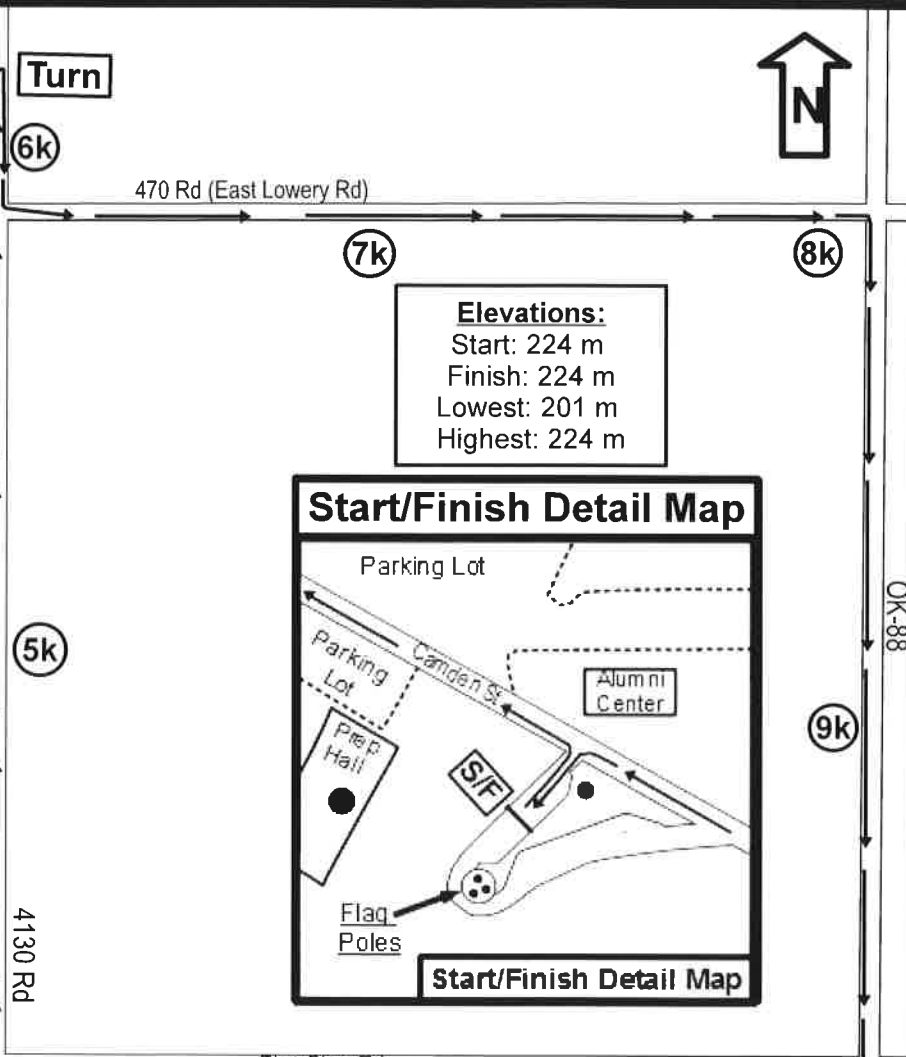 Turn
N
6k
470 Rd (East Lowery Rd)
7k
8k
Elevations:
Start: 224 m
Finish: 224 m
Lowest: 201 m
Highest: 224 m
Start/Finish Detail Map
Parking Lot
Parking
Lot
Camden St
Alumni
Center
Prep
Hall
S/F
Flag
Poles
Start/Finish Detail Map
5k
OK-88
9k
4130 Rd